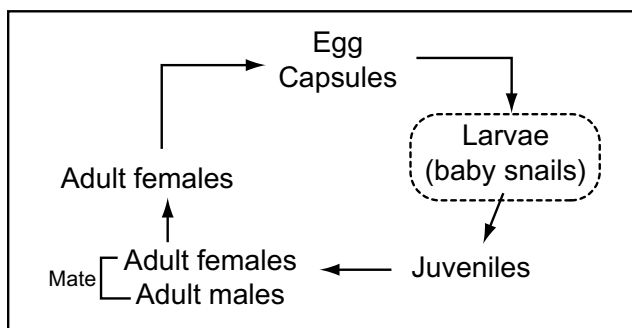 Egg
Capsules
Larvae
(baby snails)
Juveniles
Adult females
Adult males
Mate
Adult females